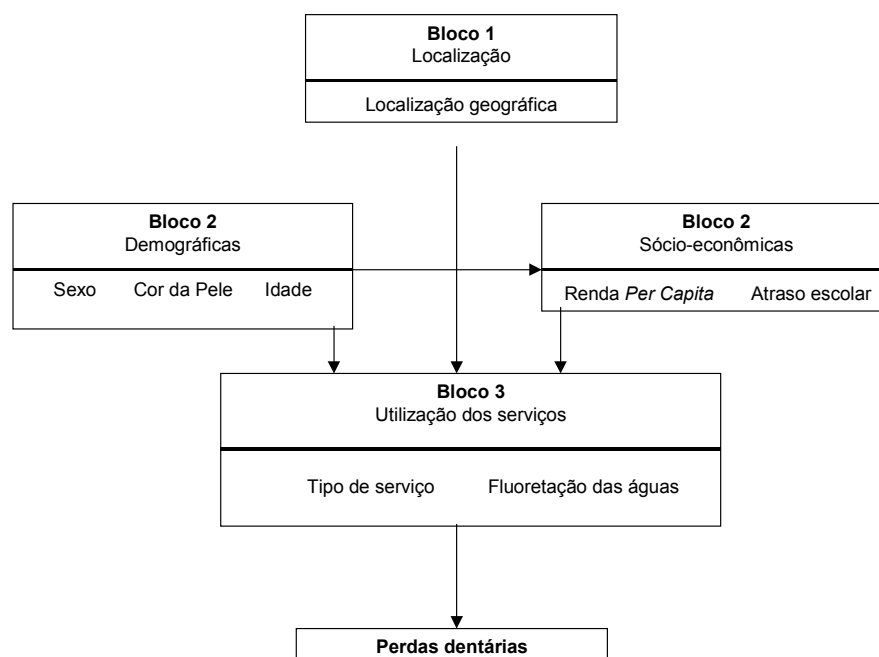 Bloco 1
Localização
Localização geográfica
Bloco 2
Demográficas
Sexo Cor da Pele Idade
Bloco 2
Sócio-econômicas
Renda Per Capita Atraso escolar
Bloco 3
Utilização dos serviços
Tipo de serviço Fluoretação das águas
Perdas dentárias